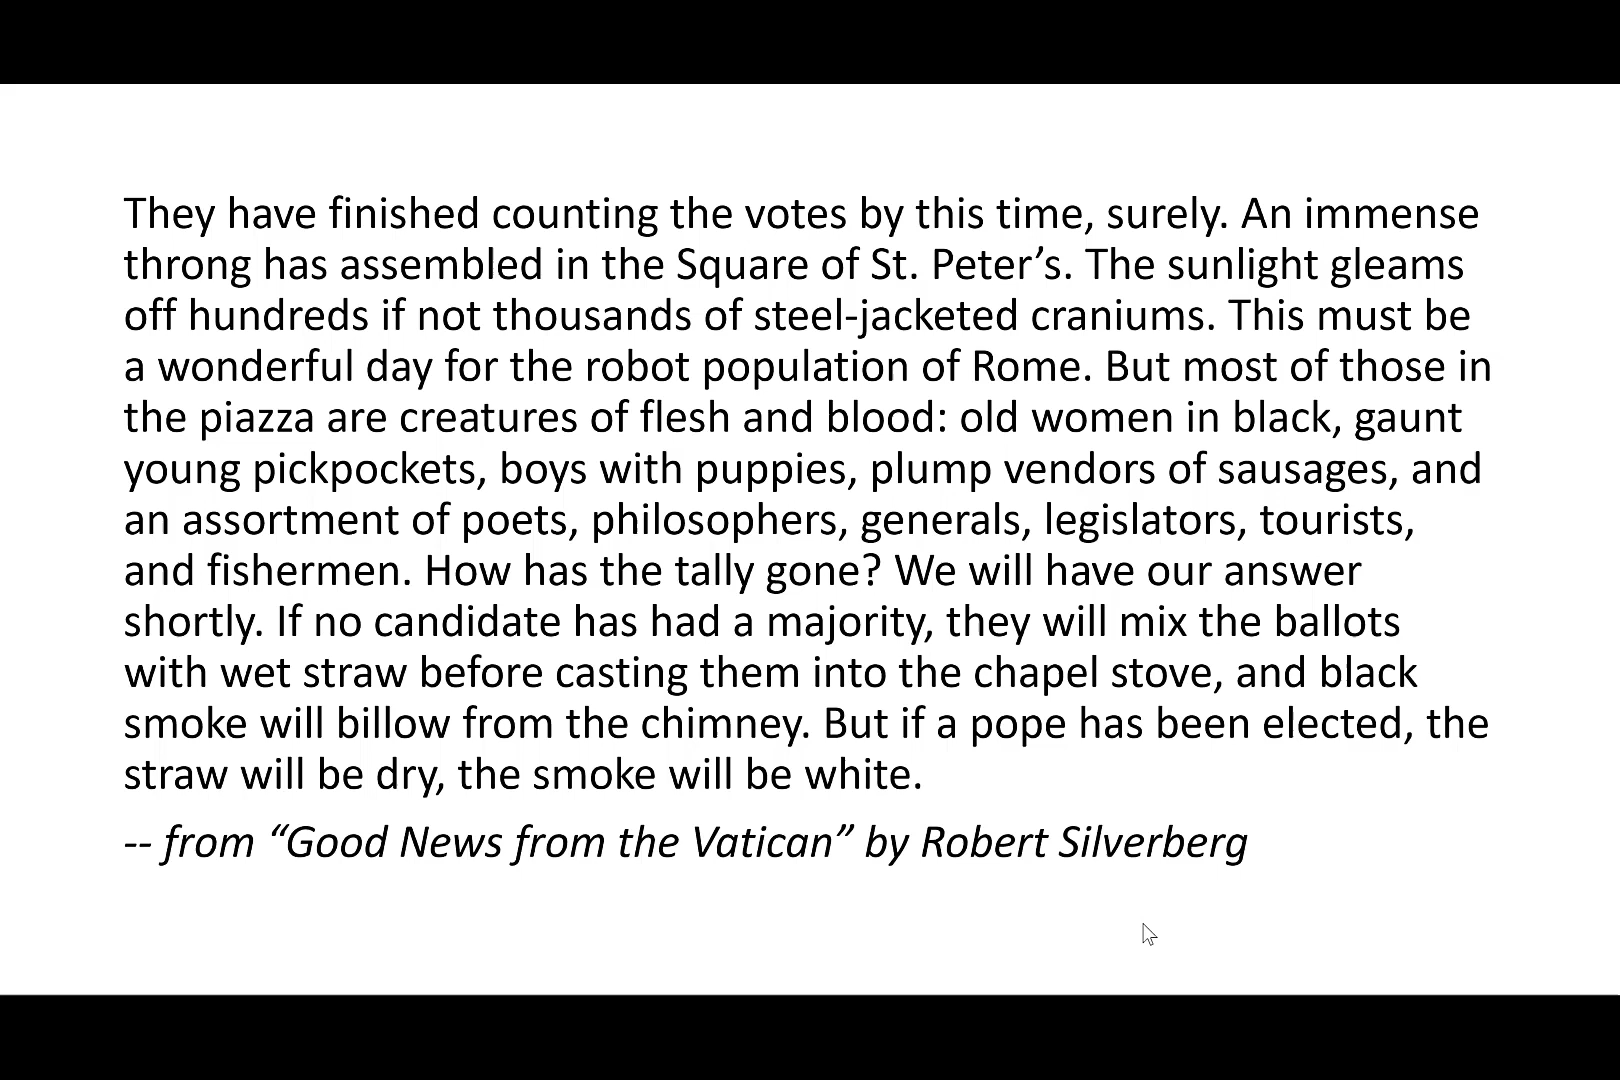 They have finished counting the votes by this time, surely. An immense
throng has assembled in the Square of St. Peter’s. The sunlight gleams
off hundreds if not thousands of steel-jacketed craniums. This must be
a wonderful day for the robot population of Rome. But most of those in
the piazza are creatures of flesh and blood: old women in black, gaunt
young pickpockets, boys with puppies, plump vendors of sausages, and
an assortment of poets, philosophers, generals, legislators, tourists,
and fishermen. How has the tally gone? We will have our answer
shortly. If no candidate has had a majority, they will mix the ballots
with wet straw before casting them into the chapel stove, and black
smoke will billow from the chimney. But if a pope has been elected, the
straw will be dry, the smoke will be white.
-- from “Good News from the Vatican” by Robert Silverberg